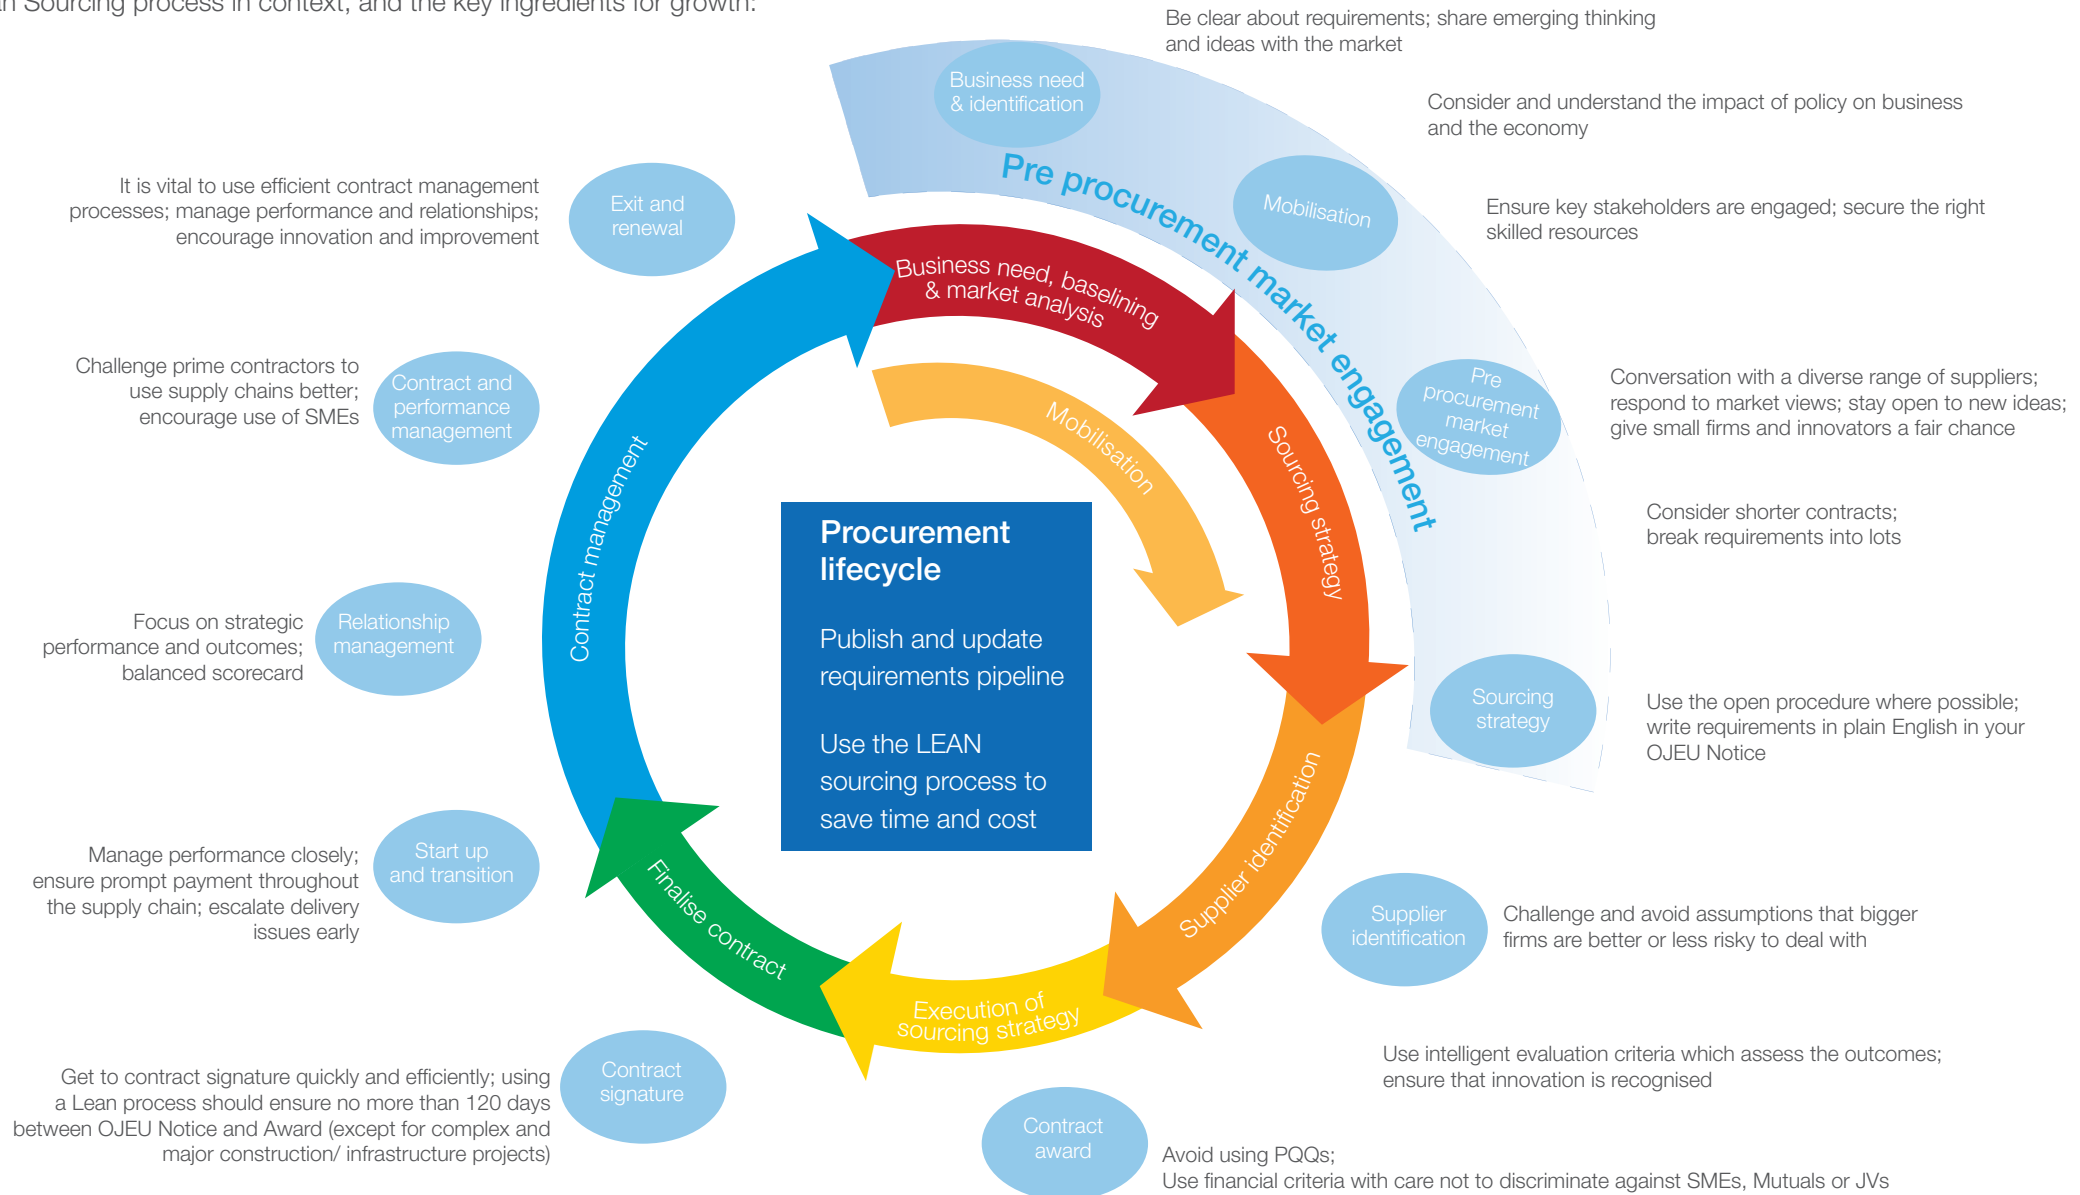 an Sourcing process in context, and the key ingredients for growth:
Be clear about requirements; share emerging thinking
and ideas with the market
Business need
& identification
Consider and understand the impact of policy on business
and the economy
Pre procurement market engagement
Mobilisation
Ensure key stakeholders are engaged; secure the right
skilled resources
Pre
procurement
market
engagement
Conversation with a diverse range of suppliers;
respond to market views; stay open to new ideas;
give small firms and innovators a fair chance
Consider shorter contracts;
break requirements into lots
Sourcing
strategy
Use the open procedure where possible;
write requirements in plain English in your
OJEU Notice
Supplier
identification
Challenge and avoid assumptions that bigger
firms are better or less risky to deal with
Use intelligent evaluation criteria which assess the outcomes;
ensure that innovation is recognised
Contract
award
Avoid using PQQs;
Use financial criteria with care not to discriminate against SMEs, Mutuals or JVs
Contract
signature
Get to contract signature quickly and efficiently; using
a Lean process should ensure no more than 120 days
between OJEU Notice and Award (except for complex and
major construction/ infrastructure projects)
Start up
and transition
Manage performance closely;
ensure prompt payment throughout
the supply chain; escalate delivery
issues early
Relationship
management
Focus on strategic
performance and outcomes;
balanced scorecard
Contract and
performance
management
Challenge prime contractors to
use supply chains better;
encourage use of SMEs
Exit and
renewal
It is vital to use efficient contract management
processes; manage performance and relationships;
encourage innovation and improvement
Business need, baselining
& market analysis
Mobilisation
Sourcing strategy
Supplier identification
Execution of
sourcing strategy
Finalise contract
Contract management
Procurement
lifecycle
Publish and update
requirements pipeline
Use the LEAN
sourcing process to
save time and cost